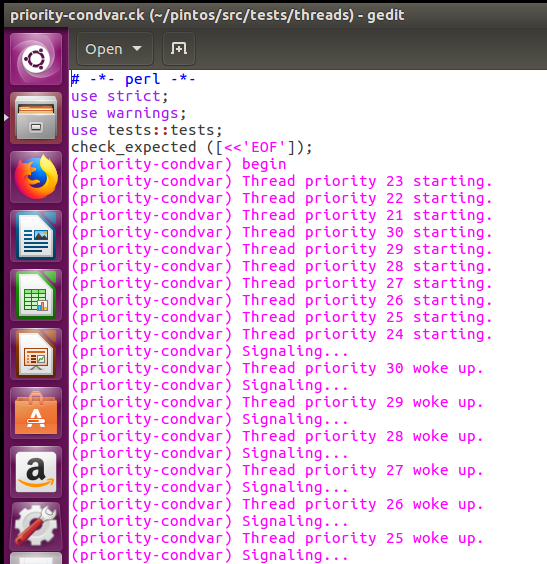 priority-condvar.ck (~/pintos/src/tests/threads) - gedit
Open
# -*- perl -*-
use strict;
use warnings;
use tests::tests;
check_expected ([<<'EOF']);
(priority-condvar) begin
(priority-condvar) Thread priority 23 starting.
(priority-condvar) Thread priority 22 starting.
(priority-condvar) Thread priority 21 starting.
(priority-condvar) Thread priority 30 starting.
(priority-condvar) Thread priority 29 starting.
(priority-condvar) Thread priority 28 starting.
(priority-condvar) Thread priority 27 starting.
(priority-condvar) Thread priority 26 starting.
(priority-condvar) Thread priority 25 starting.
(priority-condvar) Thread priority 24 starting.
(priority-condvar) Signaling...
(priority-condvar) Thread priority 30 woke up.
(priority-condvar) Signaling...
(priority-condvar) Thread priority 29 woke up.
(priority-condvar) Signaling...
(priority-condvar) Thread priority 28 woke up.
(priority-condvar) Signaling...
(priority-condvar) Thread priority 27 woke up.
(priority-condvar) Signaling...
(priority-condvar) Thread priority 26 woke up.
(priority-condvar) Signaling...
(priority-condvar) Thread priority 25 woke up.
(priority-condvar) Signaling...